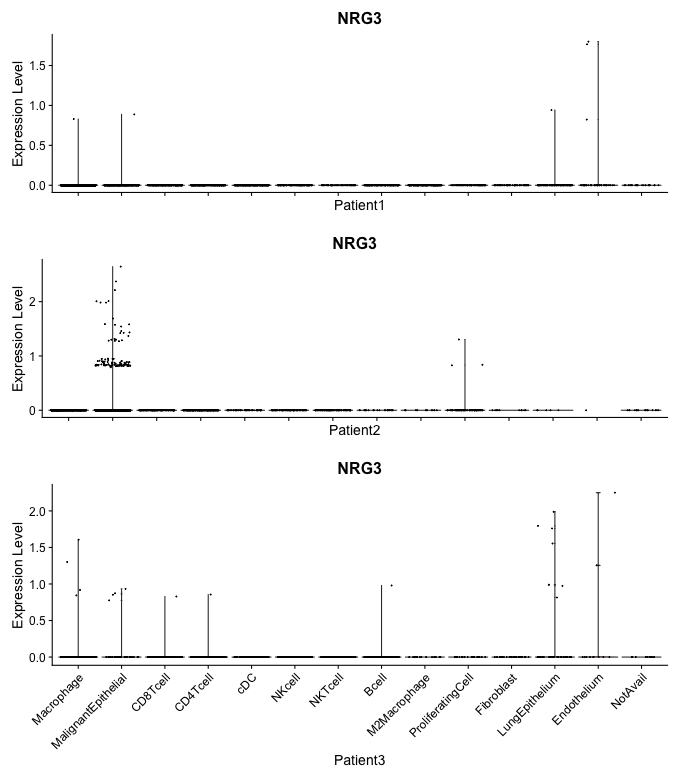 NRG3
Expression Level
1.5
1.0
0.5
0.0
Patient1
NRG3
Expression Level
2
1
0
Patient2
NRG3
Expression Level
2.0
1.5
1.0
0.5
0.0
Macrophage
MalignantEpithelial
CD8Tcell
CD4Tcell
cDC
NKcell
NKTcell
Bcell
M2Macrophage
ProliferatingCell
Fibroblast
LungEpithelium
Endothelium
NotAvail
Patient3